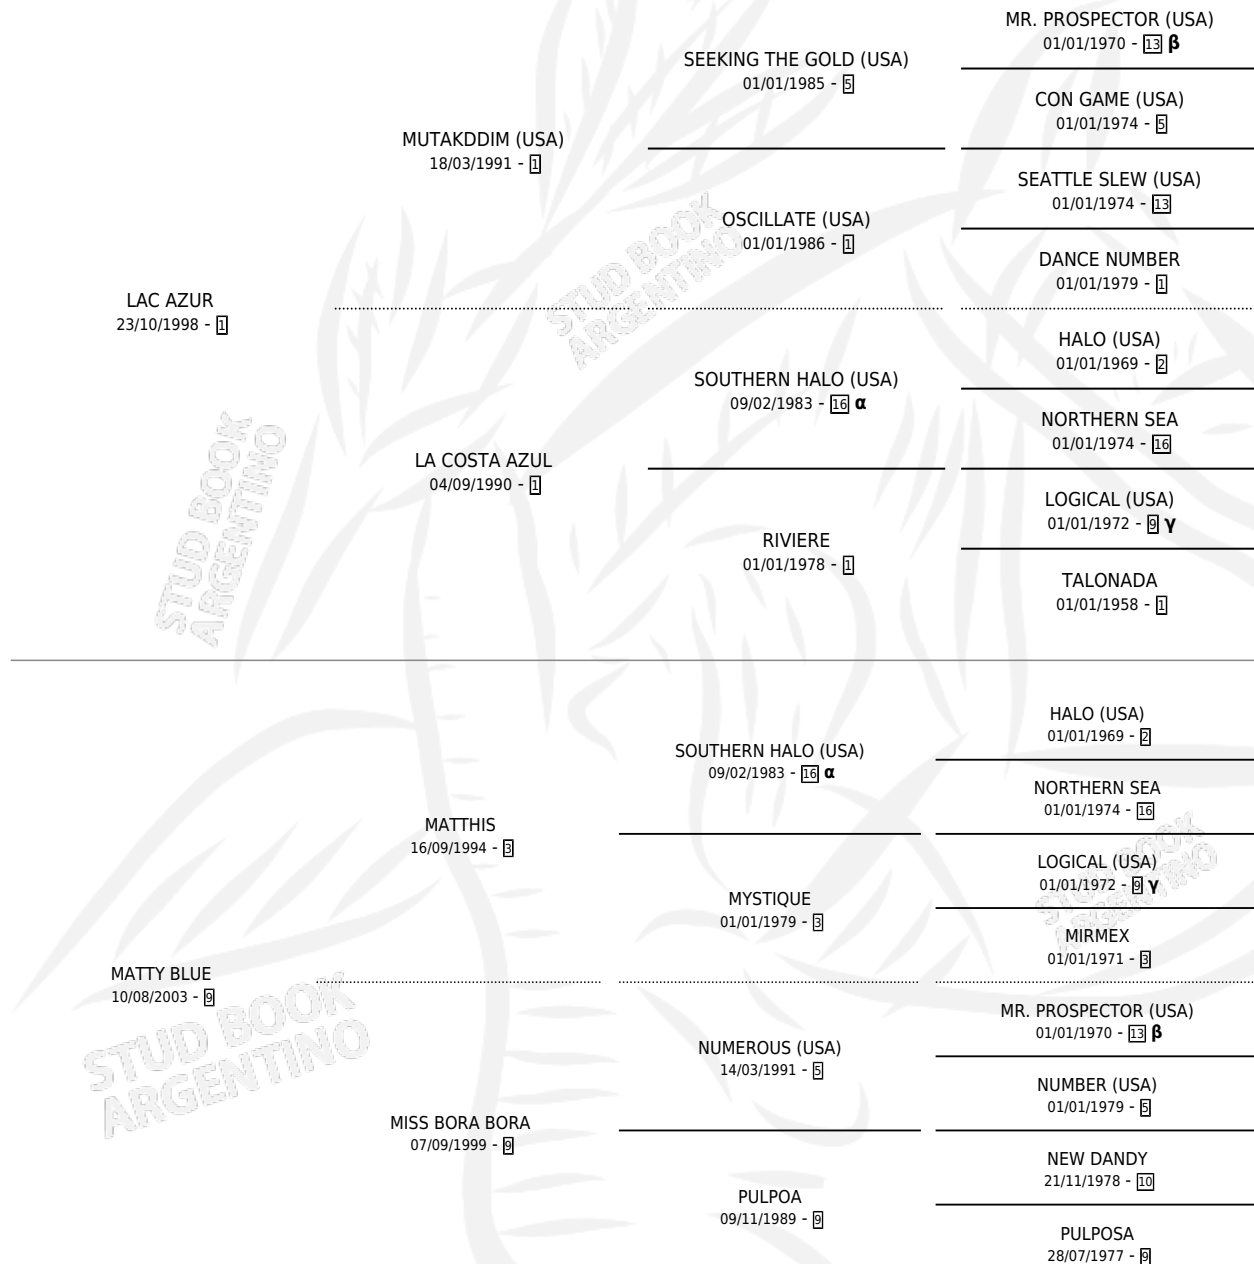 MR. PROSPECTOR (USA)
01/01/1970 - 13 β
SEEKING THE GOLD (USA)
01/01/1985 - 5
CON GAME (USA)
01/01/1974 - 5
MUTAKDDIM (USA)
18/03/1991 - 1
SEATTLE SLEW (USA)
01/01/1974 - 13
OSCILLATE (USA)
01/01/1986 - 1
DANCE NUMBER
01/01/1979 - 1
LAC AZUR
23/10/1998 - 1
HALO (USA)
01/01/1969 - 2
SOUTHERN HALO (USA)
09/02/1983 - 16 α
NORTHERN SEA
01/01/1974 - 16
LA COSTA AZUL
04/09/1990 - 1
LOGICAL (USA)
01/01/1972 - 9 γ
RIVIERE
01/01/1978 - 1
TALONADA
01/01/1958 - 1
HALO (USA)
01/01/1969 - 2
SOUTHERN HALO (USA)
09/02/1983 - 16 α
NORTHERN SEA
01/01/1974 - 16
MATTHIS
16/09/1994 - 3
LOGICAL (USA)
01/01/1972 - 9 γ
MYSTIQUE
01/01/1979 - 3
MIRMEX
01/01/1971 - 3
MATTY BLUE
10/08/2003 - 9
MR. PROSPECTOR (USA)
01/01/1970 - 13 β
NUMEROUS (USA)
14/03/1991 - 5
NUMBER (USA)
01/01/1979 - 5
MISS BORA BORA
07/09/1999 - 9
NEW DANDY
21/11/1978 - 10
PULPOA
09/11/1989 - 9
PULPOSA
28/07/1977 - 9
STUD BOOK
ARGENTINO
STUD BOOK
ARGENTINO
STUD BOOK
ARGENTINO
STUD BOOK
ARGENTINO